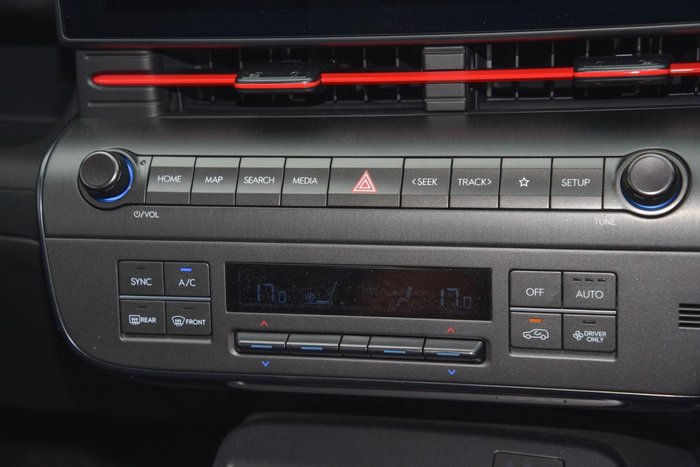 HOME
MAP
SEARCH
MEDIA
<SEEK
TRACK>
SETUP
/VOL
TUNE
SYNC
A/C
REAR
FRONT
17.0
17.0
OFF
AUTO
DRIVER
ONLY